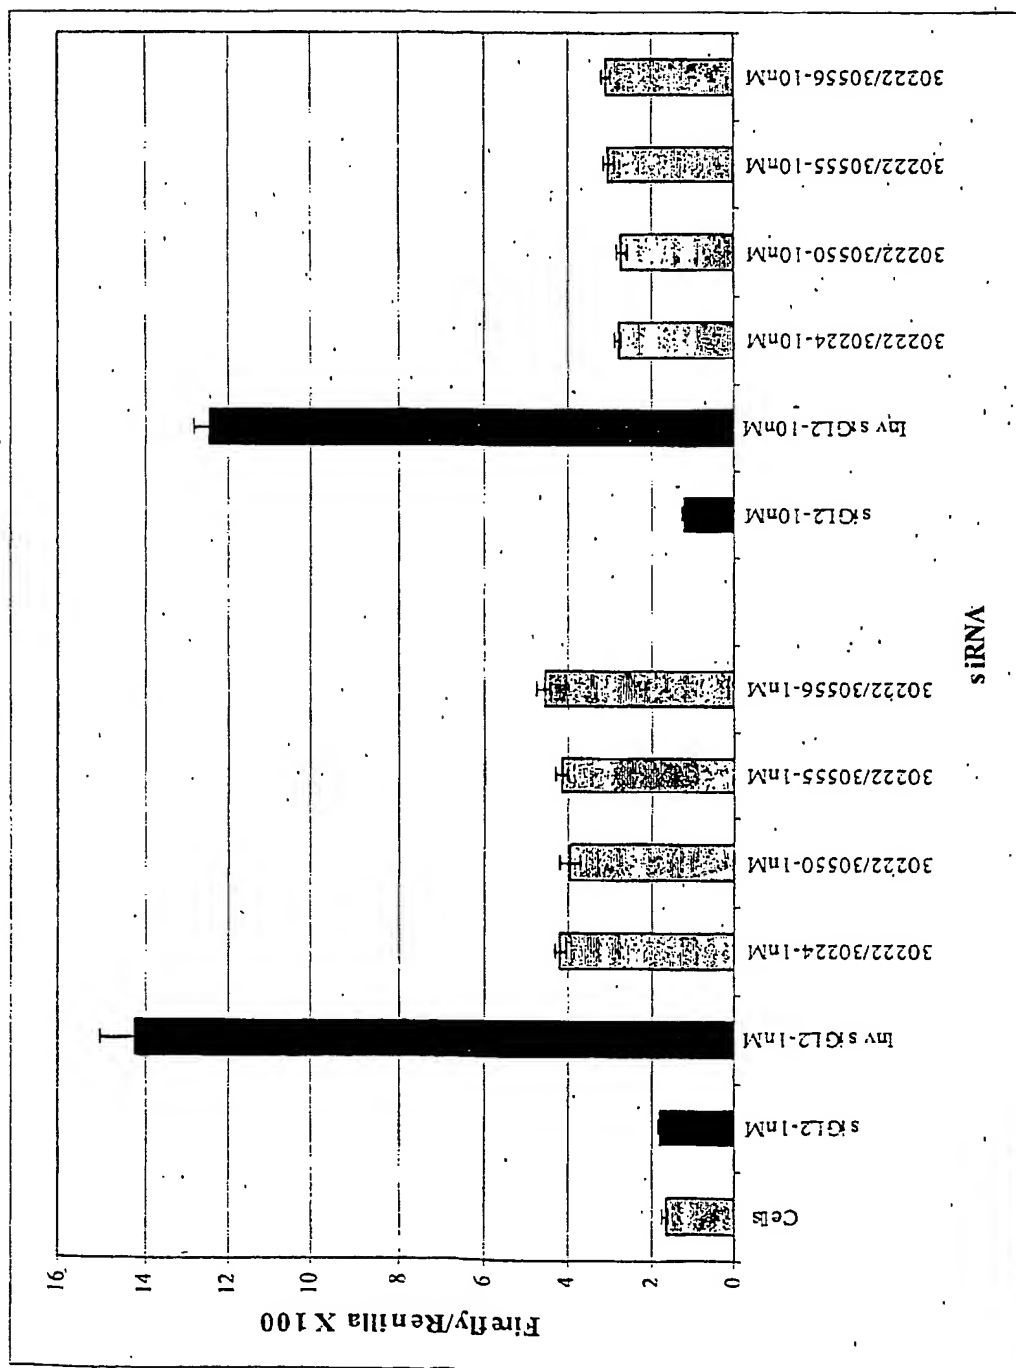 Firefly/Renilla X 100
16
14
12
10
8
6
4
2
0
Cells
siGL2-1nM
Inv siGL2-1nM
30222/30224-1nM
30222/30550-1nM
30222/30555-1nM
30222/30556-1nM
siGL2-10nM
Inv siGL2-10nM
30222/30224-10nM
30222/30550-10nM
30222/30555-10nM
30222/30556-10nM
siRNA